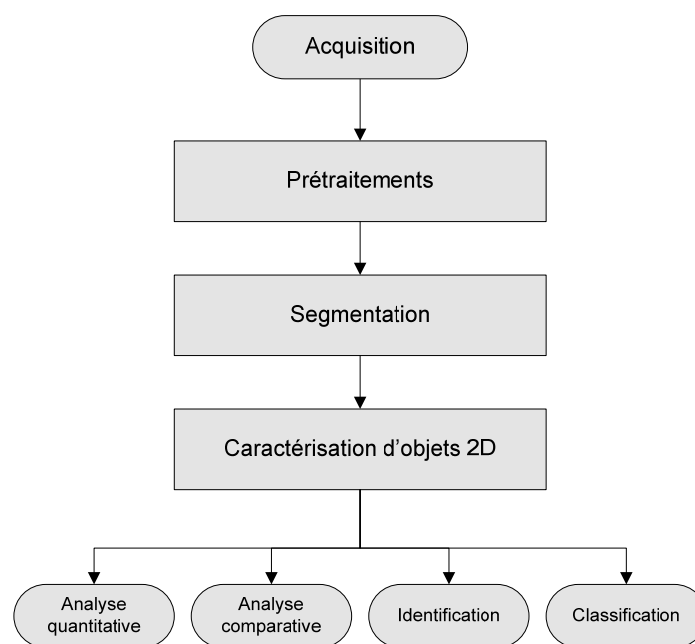 Acquisition
Prétraitements
Segmentation
Caractérisation d’objets 2D
Analyse
quantitative
Analyse
comparative
Identification
Classification